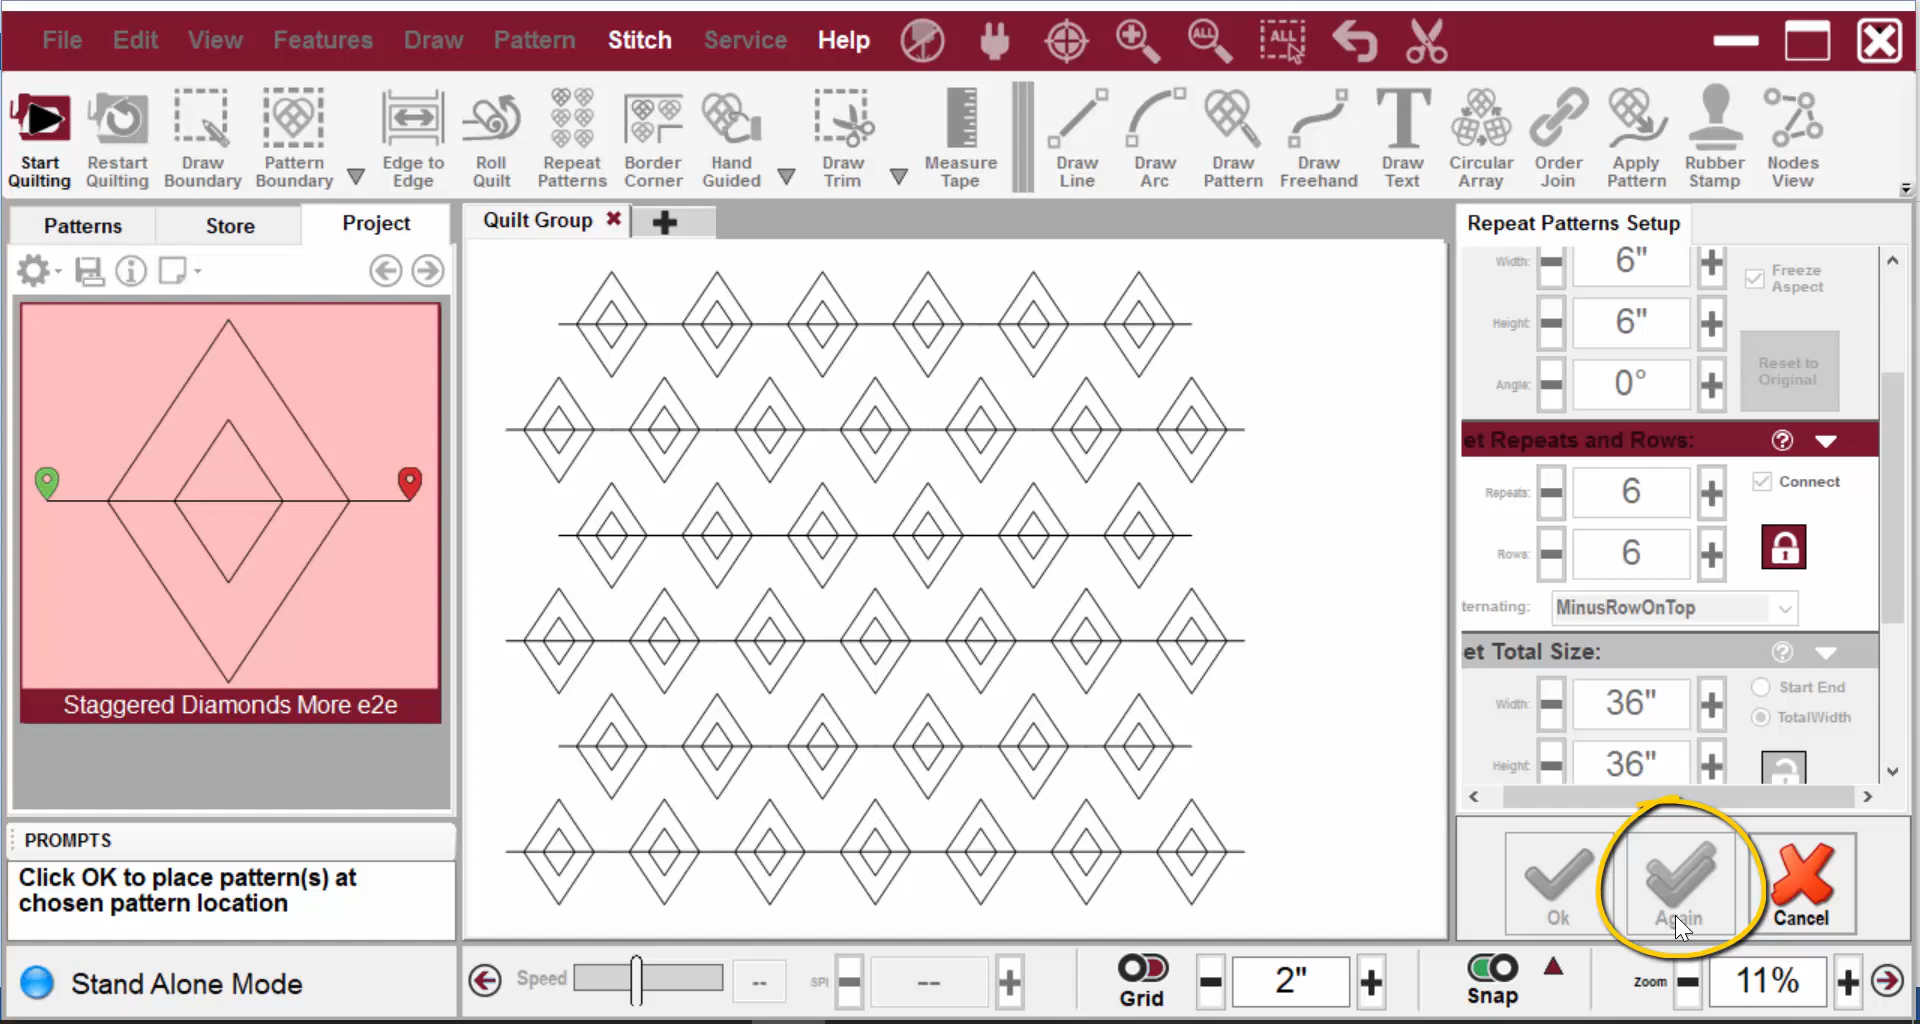 File Edit View Features Draw Pattern Stitch Service Help ALL ALL
Start Quilting
Restart Quilting
Draw Boundary
Pattern Boundary
Edge to Edge
Roll Quilt
Repeat Patterns
Border Corner
Hand Guided
Draw Trim
Measure Tape
Draw Line
Draw Arc
Draw Pattern
Draw Freehand
T
Draw Text
Circular Array
Order Join
Apply Pattern
Rubber Stamp
Nodes View
Patterns Store Project
Quilt Group
Repeat Patterns Setup
Width: 6"
Freeze Aspect
Height: 6"
Reset to Original
Angle: 0°
et Repeats and Rows: ?
Repeats: 6 Connect
Rows: 6
ternating: MinusRowOnTop
et Total Size: ?
Width: 36" Start End
TotalWidth
Height: 36"
Staggered Diamonds More e2e
PROMPTS
Click OK to place pattern(s) at
chosen pattern location
Ok Again Cancel
Stand Alone Mode
Speed -- SPI -- Grid 2" Snap Zoom 11%